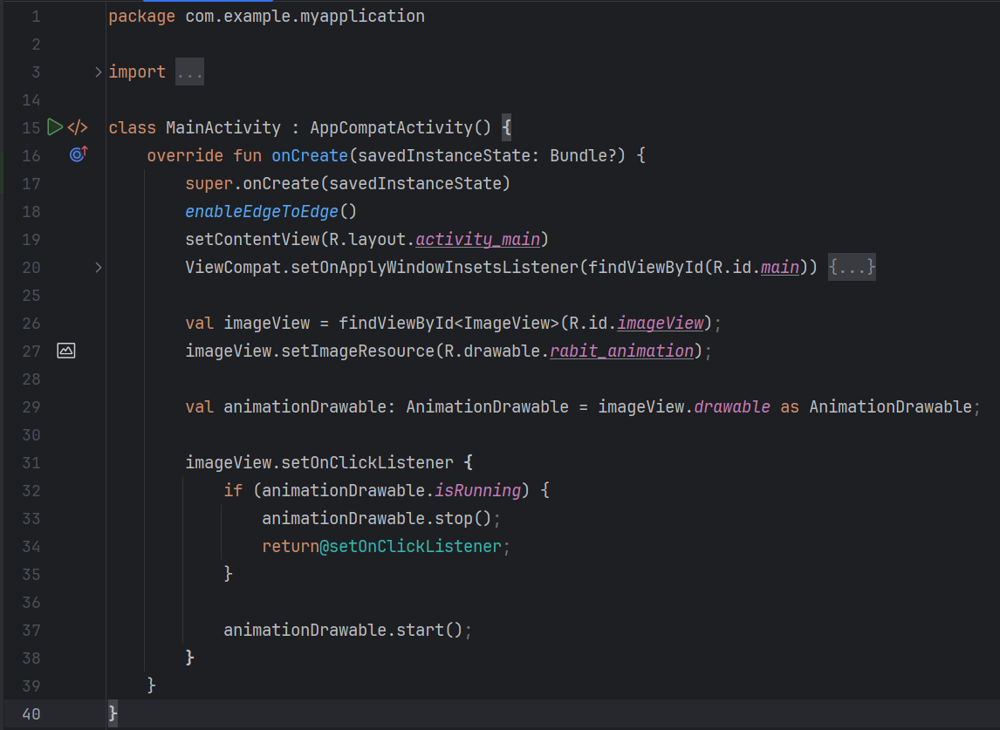 1 package com.example.myapplication
2
3 import ...
14
15 class MainActivity : AppCompatActivity() {
16     override fun onCreate(savedInstanceState: Bundle?) {
17         super.onCreate(savedInstanceState)
18         enableEdgeToEdge()
19         setContentView(R.layout.activity_main)
20         ViewCompat.setOnApplyWindowInsetsListener(findViewById(R.id.main)) {...}
25
26         val imageView = findViewById<ImageView>(R.id.imageView);
27         imageView.setImageResource(R.drawable.rabit_animation);
28
29         val animationDrawable: AnimationDrawable = imageView.drawable as AnimationDrawable;
30
31         imageView.setOnClickListener {
32             if (animationDrawable.isRunning) {
33                 animationDrawable.stop();
34                 return@setOnClickListener;
35             }
36
37             animationDrawable.start();
38         }
39     }
40 }